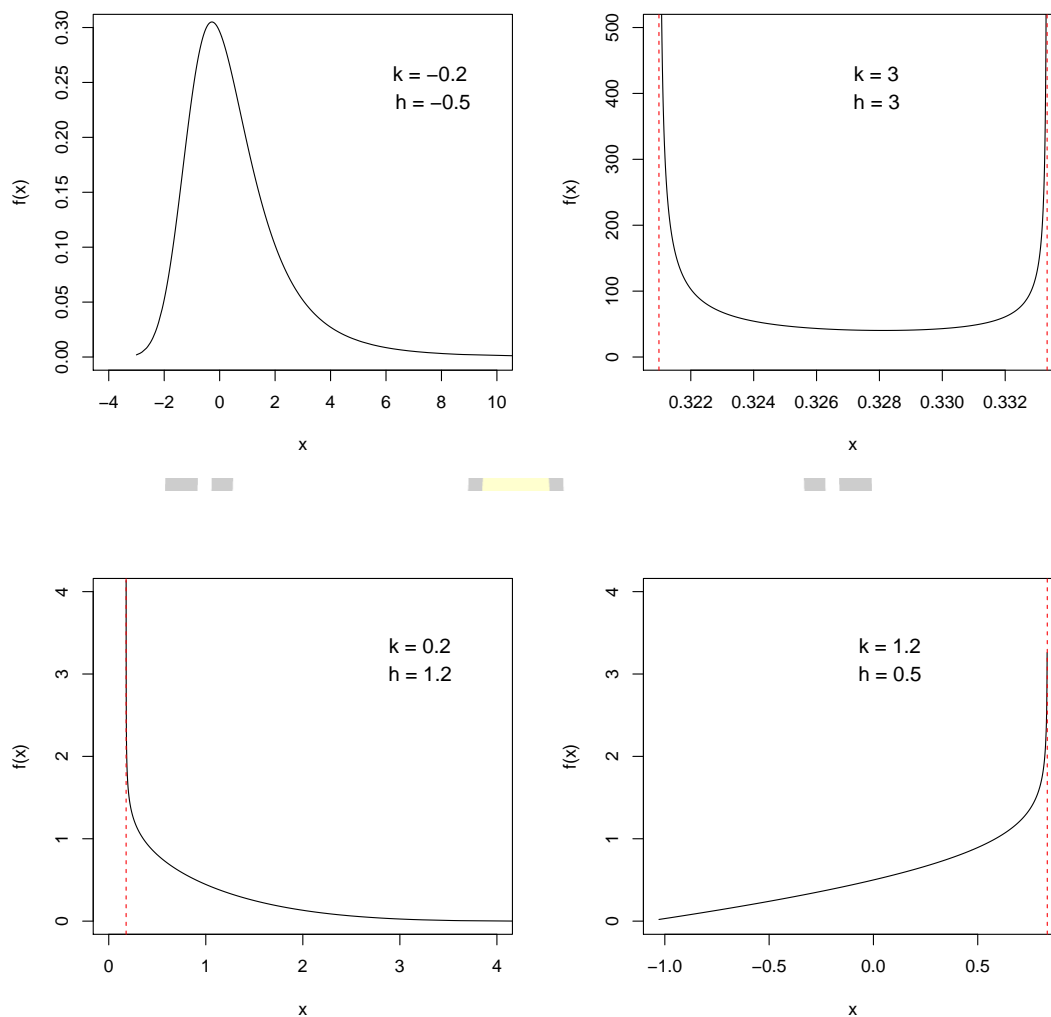 k = −0.2
h = −0.5
f(x)
0.00
0.05
0.10
0.15
0.20
0.25
0.30
−4 −2 0 2 4 6 8 10
x
k = 3
h = 3
f(x)
0
100
200
300
400
500
0.322 0.324 0.326 0.328 0.330 0.332
x
k = 0.2
h = 1.2
f(x)
0
1
2
3
4
0 1 2 3 4
x
k = 1.2
h = 0.5
f(x)
0
1
2
3
4
−1.0 −0.5 0.0 0.5
x